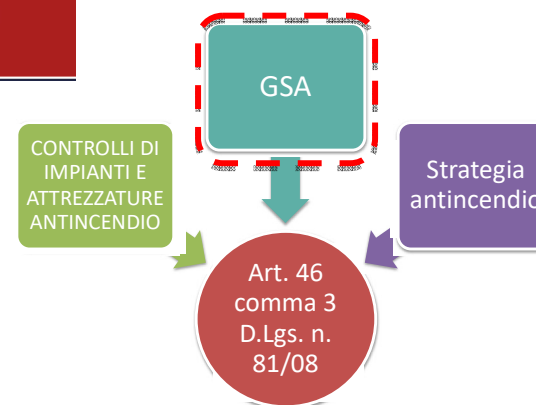 GSA
CONTROLLI DI
IMPIANTI E
ATTREZZATURE
ANTINCENDIO
Strategia
antincendio
Art. 46
comma 3
D.Lgs. n.
81/08